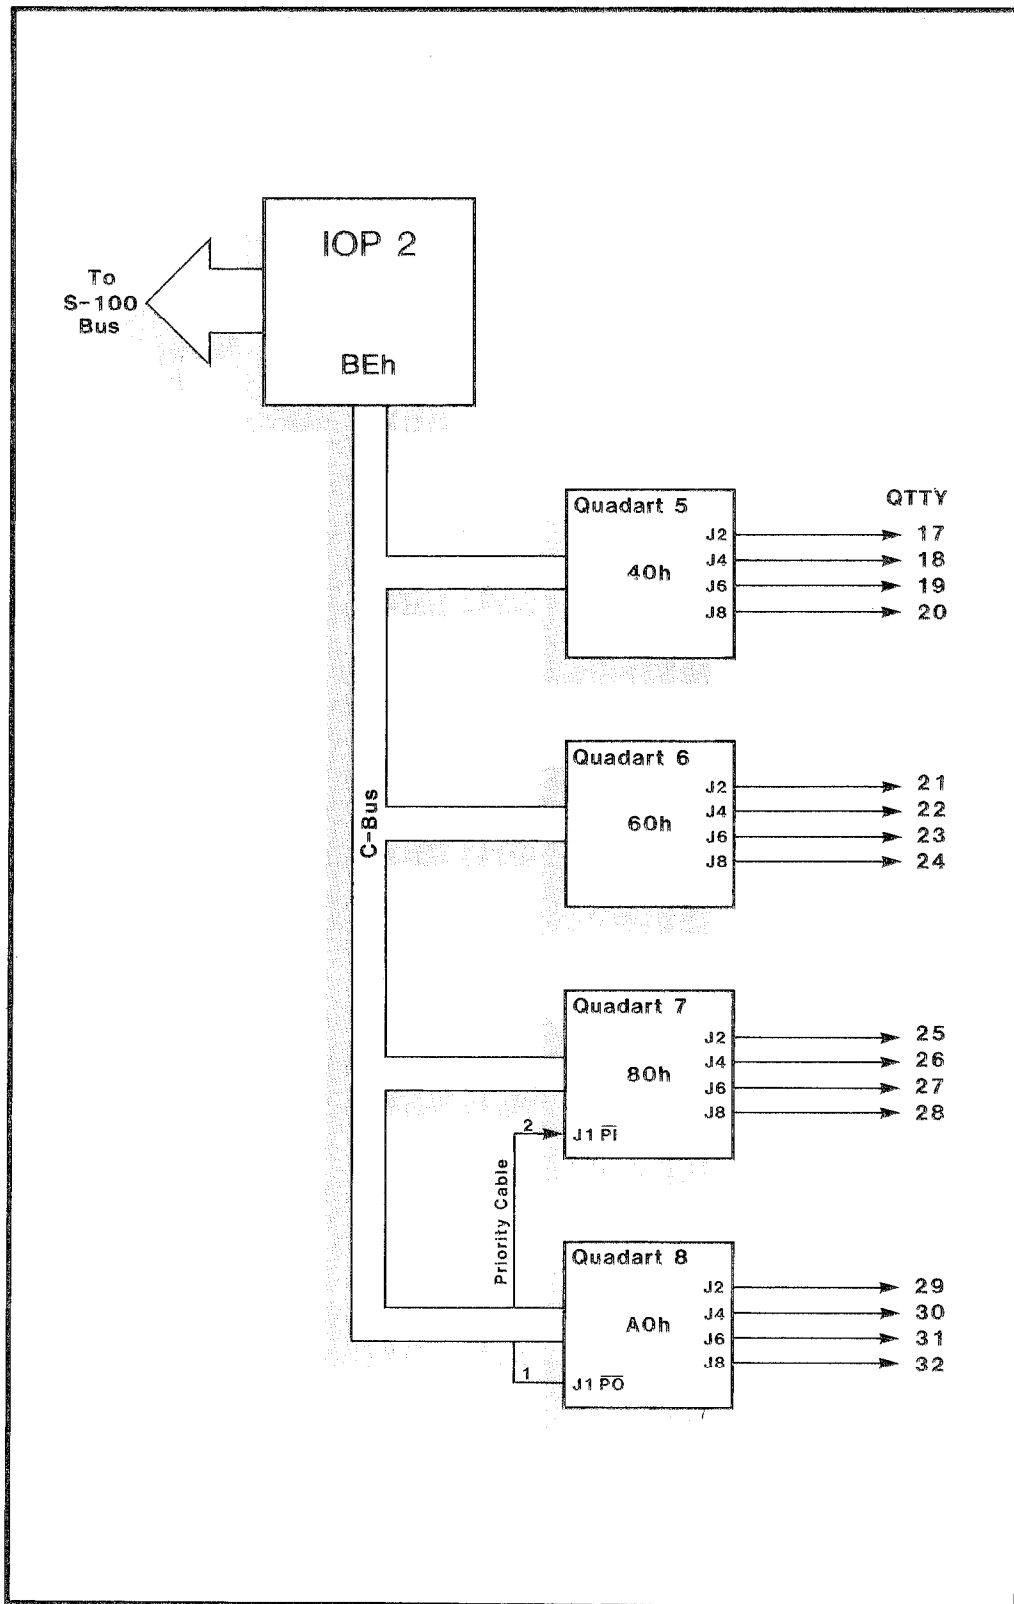 IOP 2
BEh
To
S-100
Bus
C-Bus
QTTY
Quadart 5
40h
J2 17
J4 18
J6 19
J8 20
Quadart 6
60h
J2 21
J4 22
J6 23
J8 24
Quadart 7
80h
J2 25
J4 26
J6 27
J8 28
2 J1 P̅I̅
Priority Cable
Quadart 8
A0h
J2 29
J4 30
J6 31
J8 32
1 J1 P̅O̅